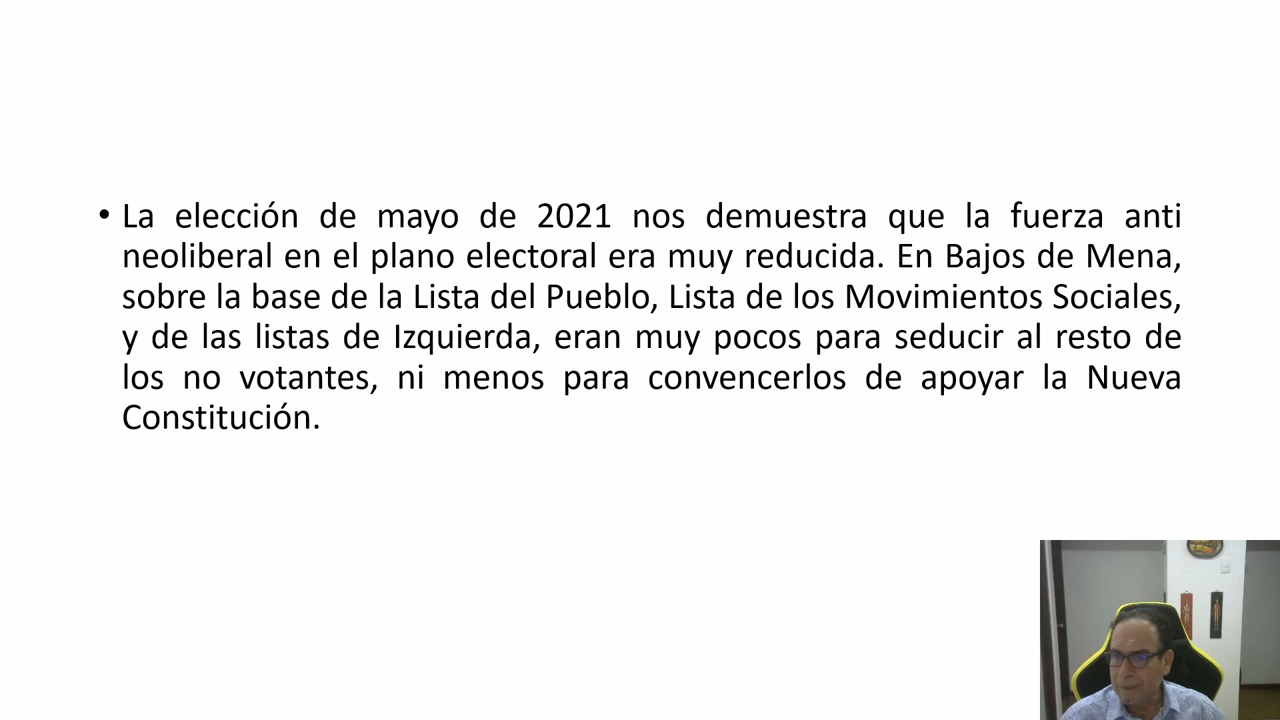 • La elección de mayo de 2021 nos demuestra que la fuerza anti
neoliberal en el plano electoral era muy reducida. En Bajos de Mena,
sobre la base de la Lista del Pueblo, Lista de los Movimientos Sociales,
y de las listas de Izquierda, eran muy pocos para seducir al resto de
los no votantes, ni menos para convencerlos de apoyar la Nueva
Constitución.